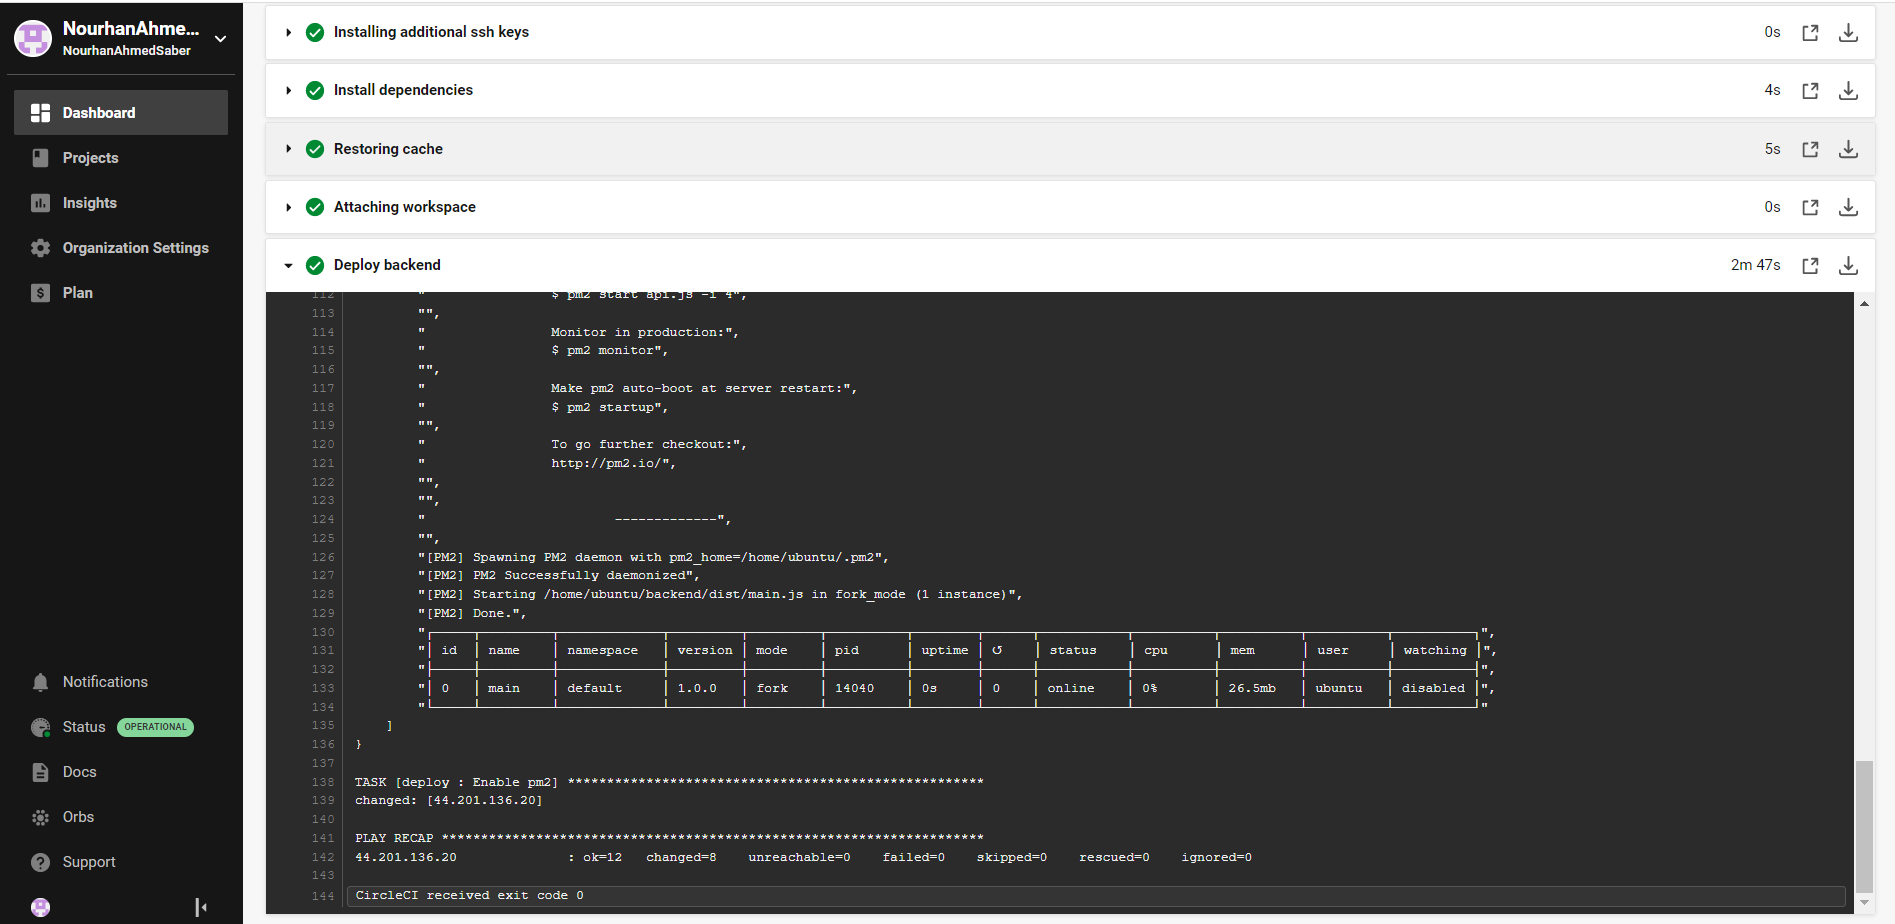 NourhanAhme...
NourhanAhmedSaber
Dashboard
Projects
Insights
Organization Settings
Plan
Notifications
Status OPERATIONAL
Docs
Orbs
Support
Installing additional ssh keys 0s
Install dependencies 4s
Restoring cache 5s
Attaching workspace 0s
Deploy backend 2m 47s
112 " $ pm2 start api.js -i 4",
113 "",
114 " Monitor in production:",
115 " $ pm2 monitor",
116 "",
117 " Make pm2 auto-boot at server restart:",
118 " $ pm2 startup",
119 "",
120 " To go further checkout:",
121 " http://pm2.io/",
122 "",
123 "",
124 " -------------",
125 "",
126 "[PM2] Spawning PM2 daemon with pm2_home=/home/ubuntu/.pm2",
127 "[PM2] PM2 Successfully daemonized",
128 "[PM2] Starting /home/ubuntu/backend/dist/main.js in fork_mode (1 instance)",
129 "[PM2] Done.",
130 "┌─────┬─────────┬─────────────┬─────────┬─────────┬──────────┬────────┬──────┬───────────┬──────────┬──────────┬──────────┬──────────┐",
131 "│ id │ name │ namespace │ version │ mode │ pid │ uptime │ ↺ │ status │ cpu │ mem │ user │ watching │",
132 "├─────┼─────────┼─────────────┼─────────┼─────────┼──────────┼────────┼──────┼───────────┼──────────┼──────────┼──────────┼──────────┤",
133 "│ 0 │ main │ default │ 1.0.0 │ fork │ 14040 │ 0s │ 0 │ online │ 0% │ 26.5mb │ ubuntu │ disabled │",
134 "└─────┴─────────┴─────────────┴─────────┴─────────┴──────────┴────────┴──────┴───────────┴──────────┴──────────┴──────────┴──────────┘"
135 ]
136 }
137
138 TASK [deploy : Enable pm2] *****************************************************
139 changed: [44.201.136.20]
140
141 PLAY RECAP *********************************************************************
142 44.201.136.20 : ok=12 changed=8 unreachable=0 failed=0 skipped=0 rescued=0 ignored=0
143
144 CircleCI received exit code 0